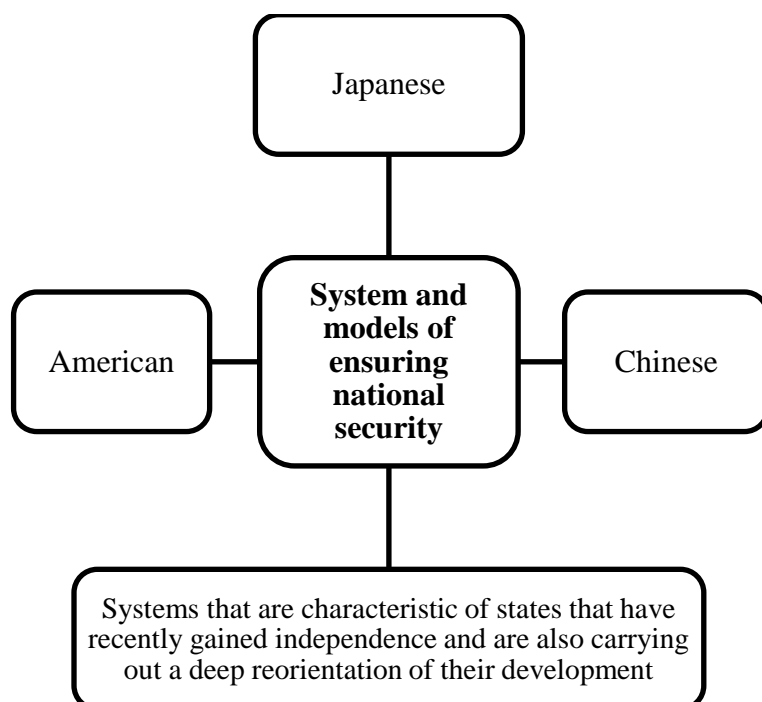 Japanese
American
System and
models of
ensuring
national
security
Chinese
Systems that are characteristic of states that have
recently gained independence and are also carrying
out a deep reorientation of their development